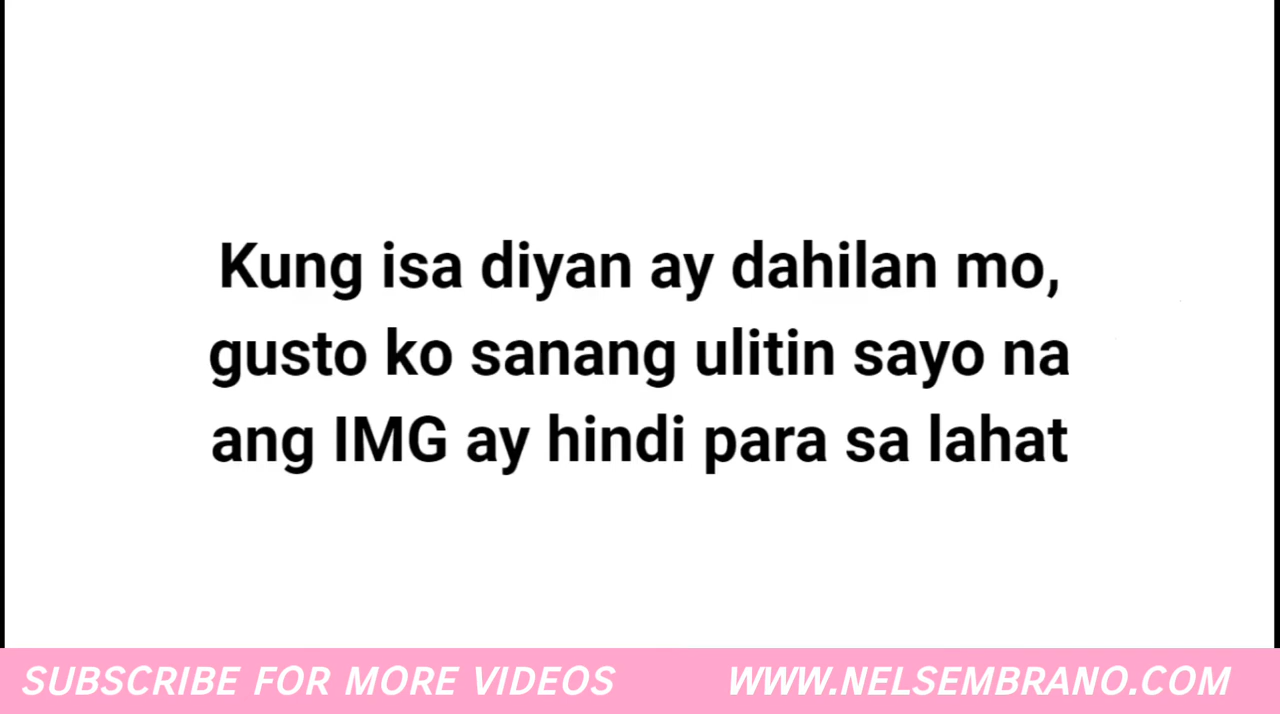 Kung isa diyan ay dahilan mo,
gusto ko sanang ulitin sayo na
ang IMG ay hindi para sa lahat
SUBSCRIBE FOR MORE VIDEOS WWW.NELSEMBRANO.COM